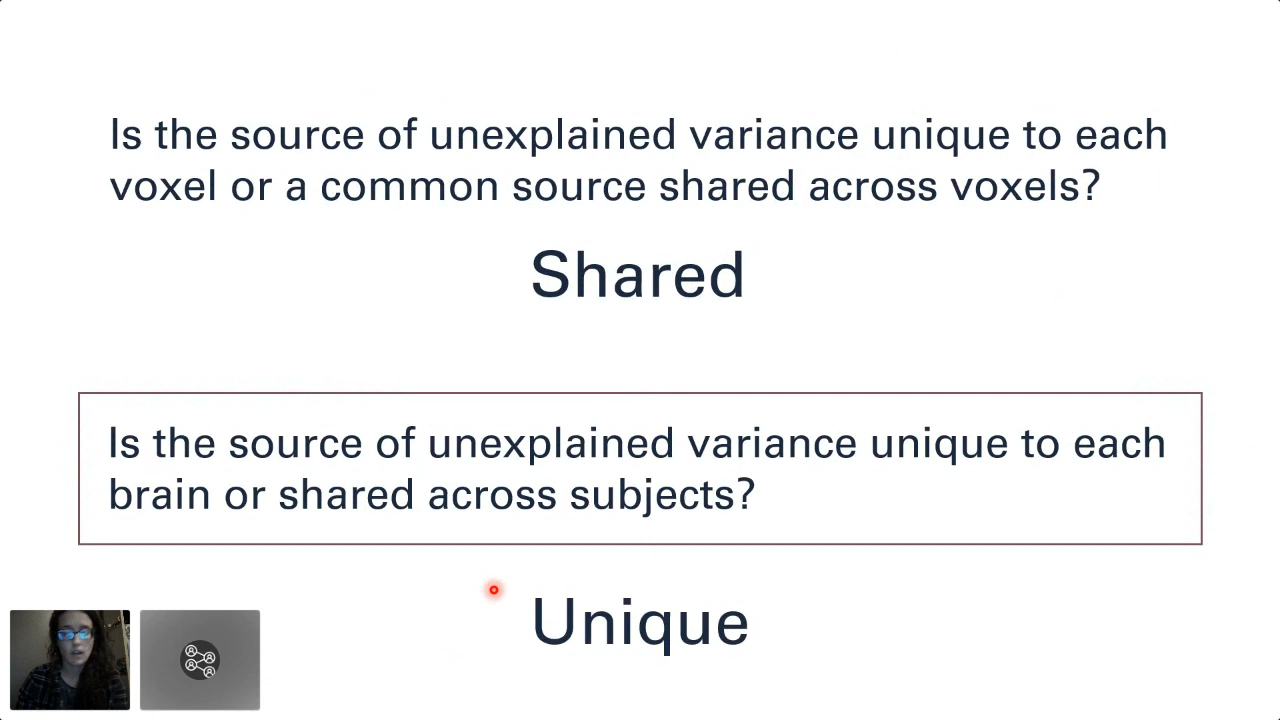 Is the source of unexplained variance unique to each
voxel or a common source shared across voxels?
Shared
Is the source of unexplained variance unique to each
brain or shared across subjects?
Unique